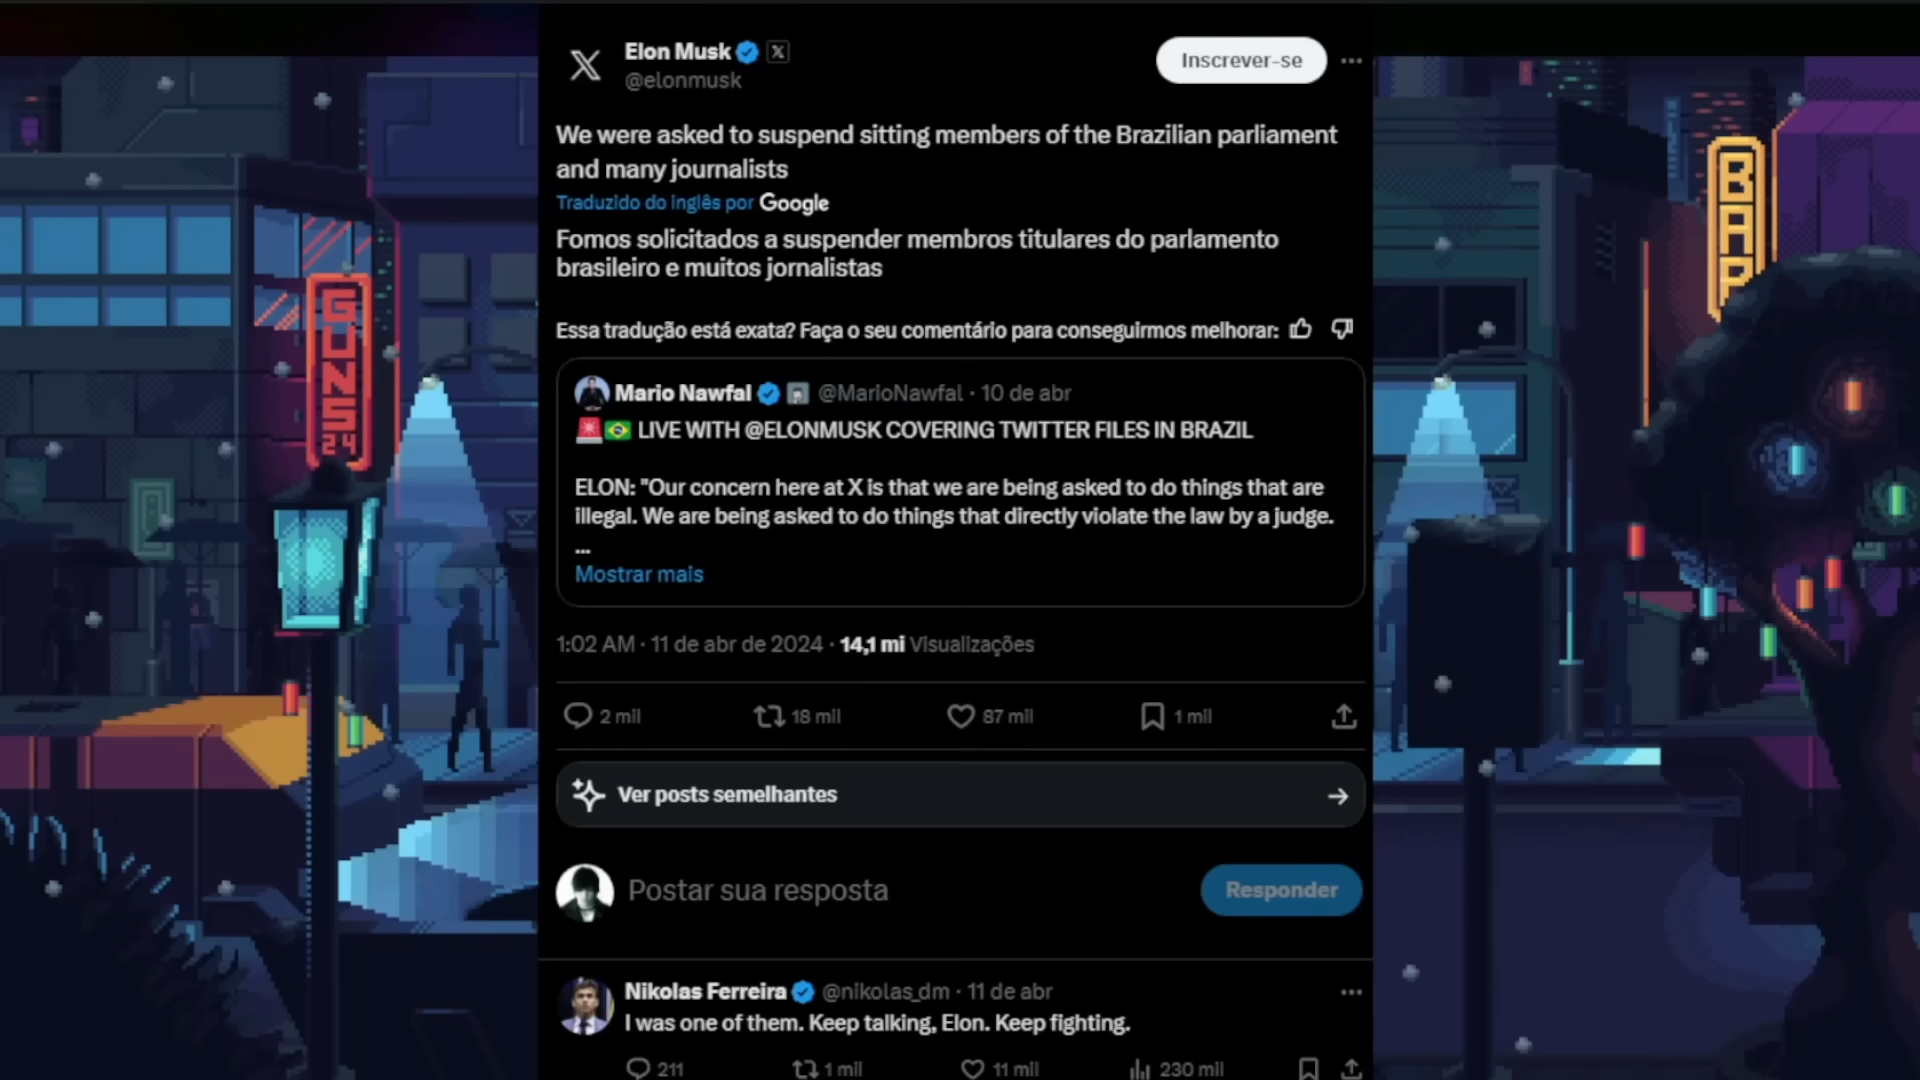 Elon Musk
@elonmusk
Inscrever-se
We were asked to suspend sitting members of the Brazilian parliament
and many journalists
Traduzido do inglês por Google
Fomos solicitados a suspender membros titulares do parlamento
brasileiro e muitos jornalistas
Essa tradução está exata? Faça o seu comentário para conseguirmos melhorar:
Mario Nawfal @MarioNawfal · 10 de abr
🚨🇧🇷 LIVE WITH @ELONMUSK COVERING TWITTER FILES IN BRAZIL
ELON: "Our concern here at X is that we are being asked to do things that are
illegal. We are being asked to do things that directly violate the law by a judge.
...
Mostrar mais
1:02 AM · 11 de abr de 2024 · 14,1 mi Visualizações
2 mil 18 mil 87 mil 1 mil
Ver posts semelhantes
Postar sua resposta
Responder
Nikolas Ferreira @nikolas_dm · 11 de abr
I was one of them. Keep talking, Elon. Keep fighting.
211 1 mil 11 mil 230 mil
GUNS
24
BAR